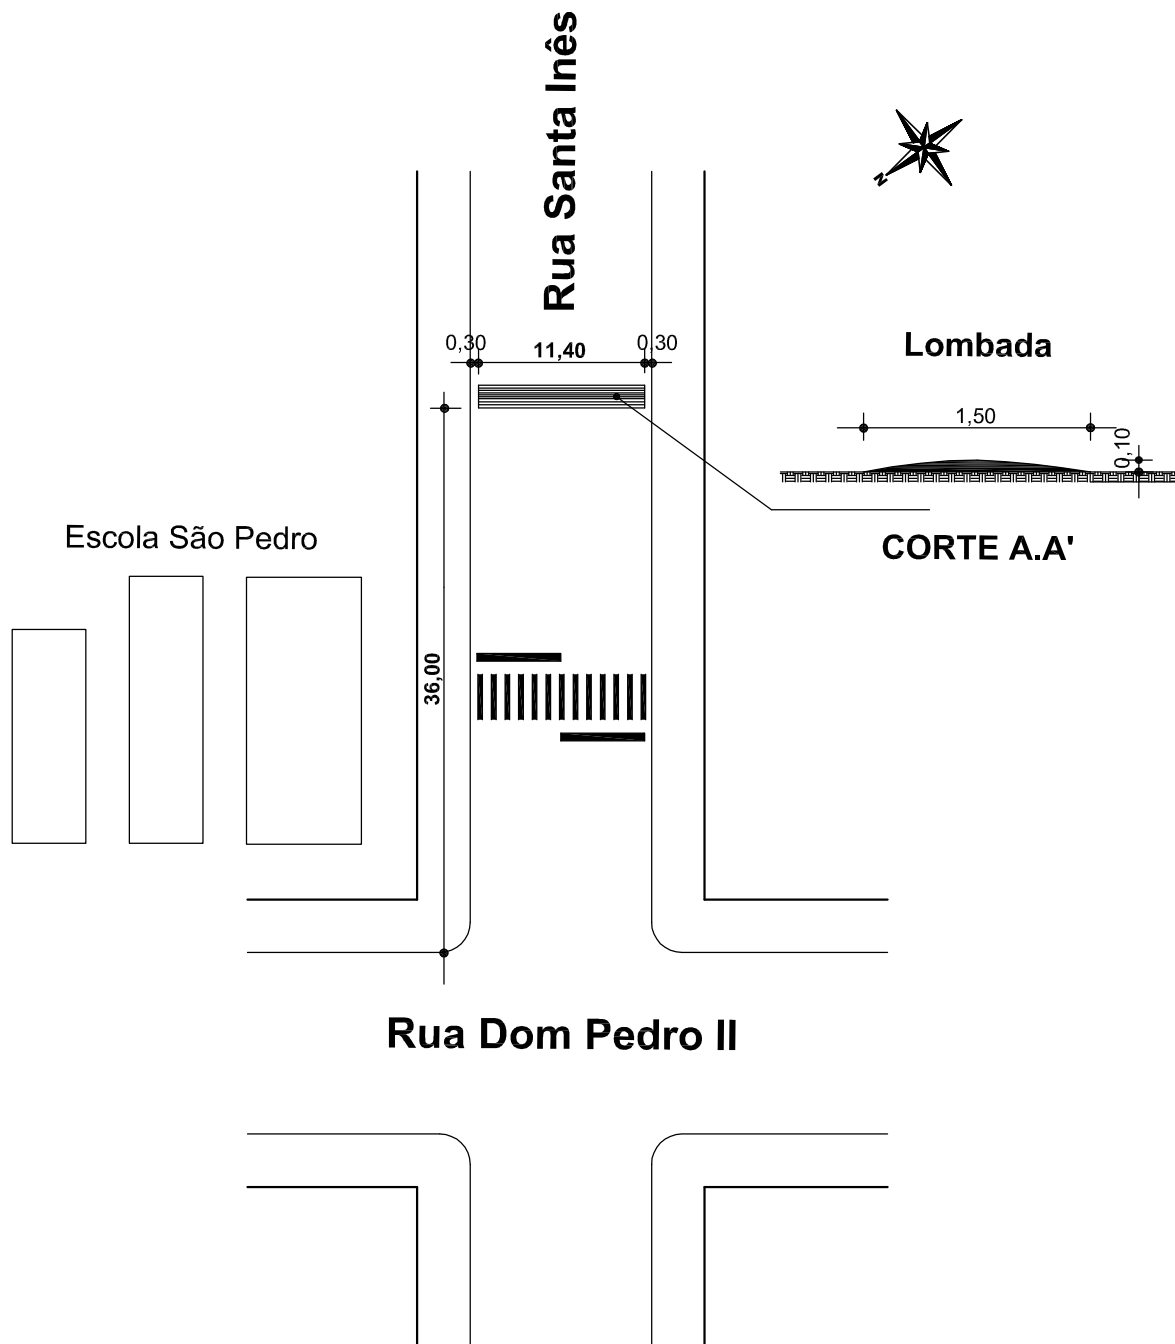 Rua Santa Inês
N
0,30
11,40
0,30
Lombada
1,50
0,10
CORTE A.A'
Escola São Pedro
36,00
Rua Dom Pedro II